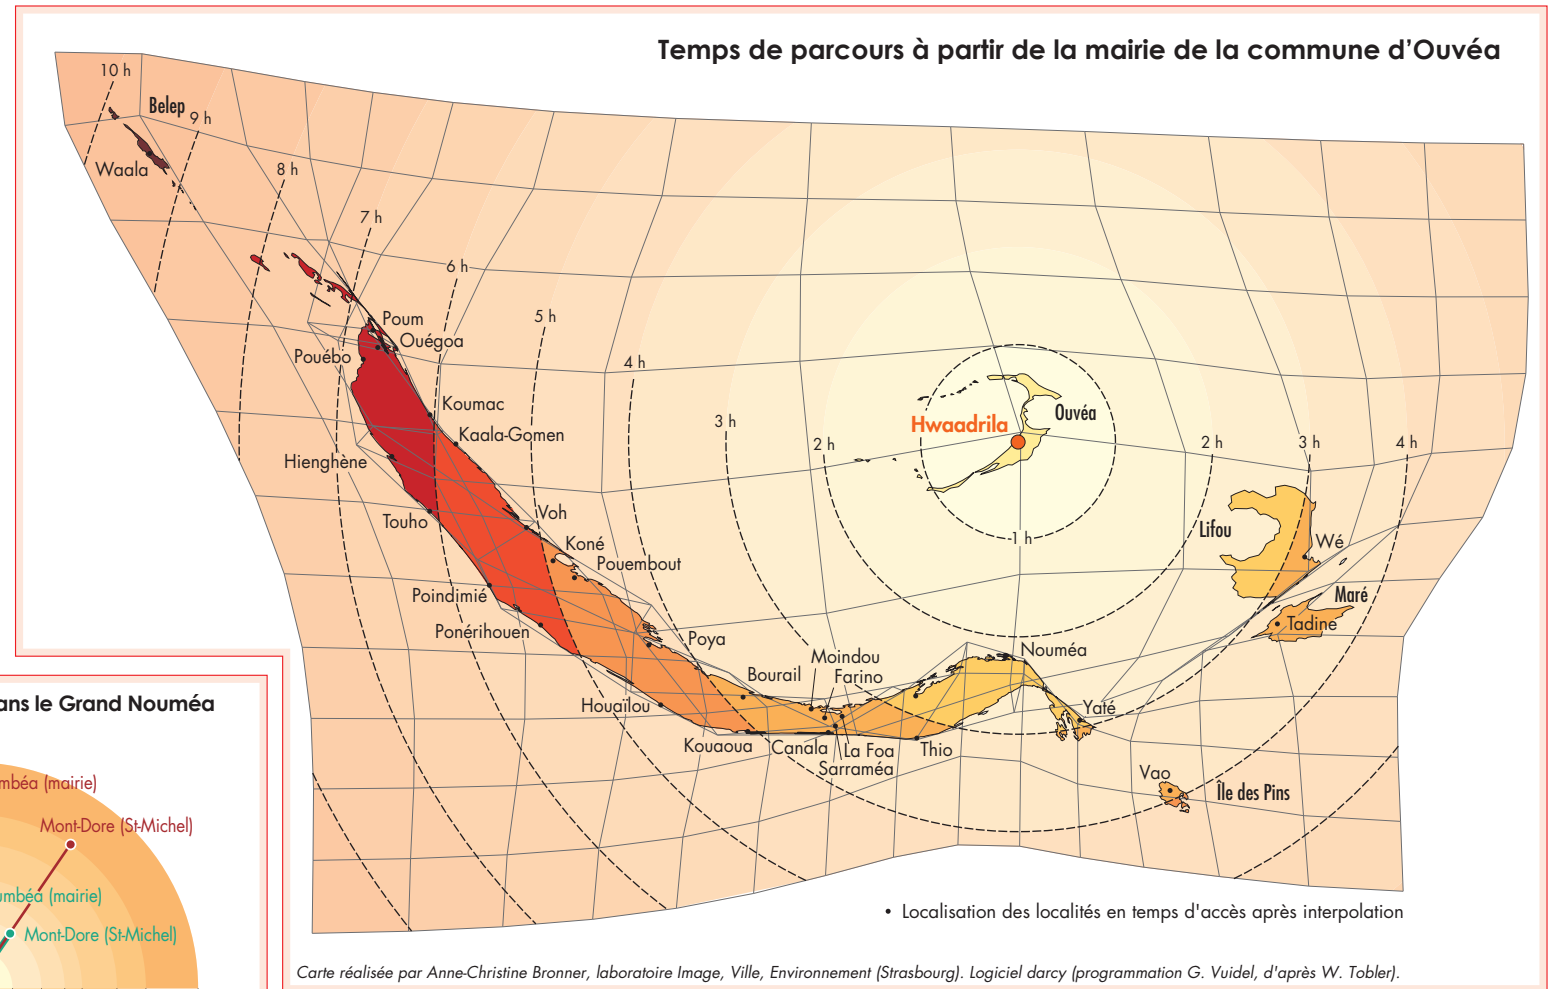 Temps de parcours à partir de la mairie de la commune d'Ouvéa
10 h
Belep
9 h
Waala
8 h
7 h
6 h
5 h
4 h
3 h
2 h
1 h
2 h
3 h
4 h
Poum
Ouégoa
Pouébo
Koumac
Kaala-Gomen
Hienghène
Touho
Voh
Koné
Pouembout
Poindimié
Ponérihouen
Poya
Houaïlou
Bourail
Moindou
Farino
Kouaoua
Canala
La Foa
Sarraméa
Thio
Nouméa
Yaté
Hwaadrila
Ouvéa
Lifou
Wé
Maré
Tadine
Vao
Île des Pins
• Localisation des localités en temps d'accès après interpolation
Carte réalisée par Anne-Christine Bronner, laboratoire Image, Ville, Environnement (Strasbourg). Logiciel darcy (programmation G. Vuidel, d'après W. Tobler).
ans le Grand Nouméa
mbéa (mairie)
Mont-Dore (St-Michel)
umbéa (mairie)
Mont-Dore (St-Michel)